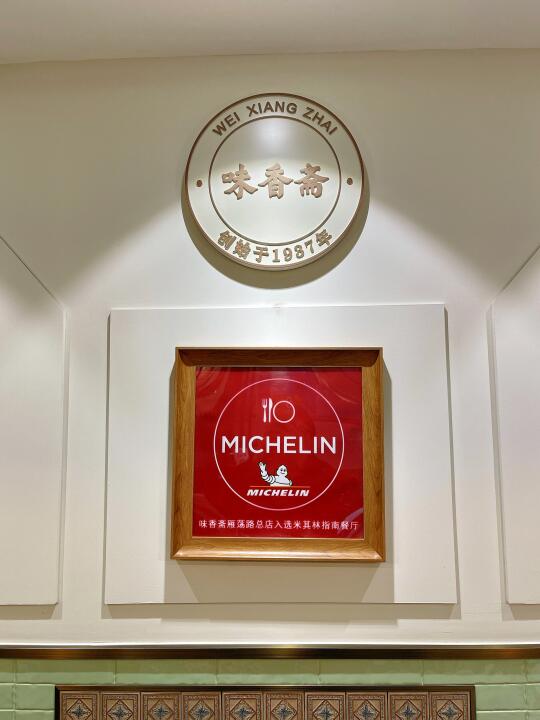 WEI XIANG ZHAI
味香斋
创始于1937年
MICHELIN
MICHELIN
味香斋雁荡路总店入选米其林指南餐厅